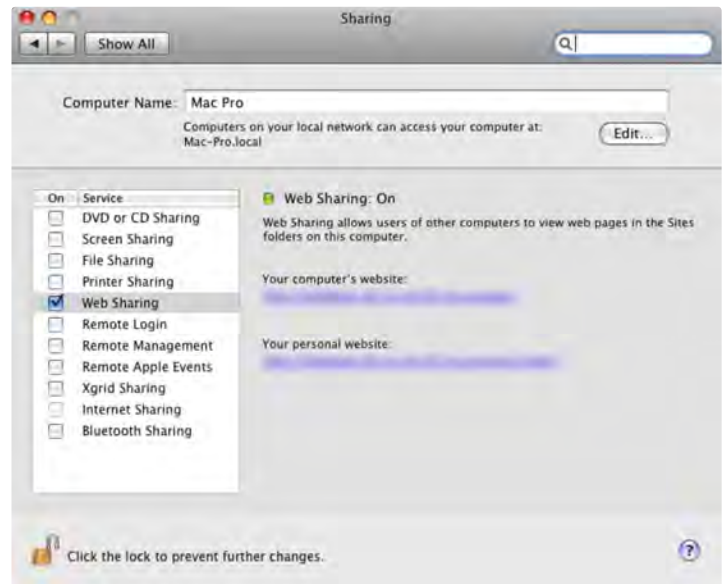 Sharing
Show All
Computer Name: Mac Pro
Computers on your local network can access your computer at:
Mac-Pro.local
Edit...
On Service
DVD or CD Sharing
Screen Sharing
File Sharing
Printer Sharing
Web Sharing
Remote Login
Remote Management
Remote Apple Events
Xgrid Sharing
Internet Sharing
Bluetooth Sharing
Web Sharing: On
Web Sharing allows users of other computers to view web pages in the Sites
folders on this computer.
Your computer's website:
Your personal website:
Click the lock to prevent further changes.
?